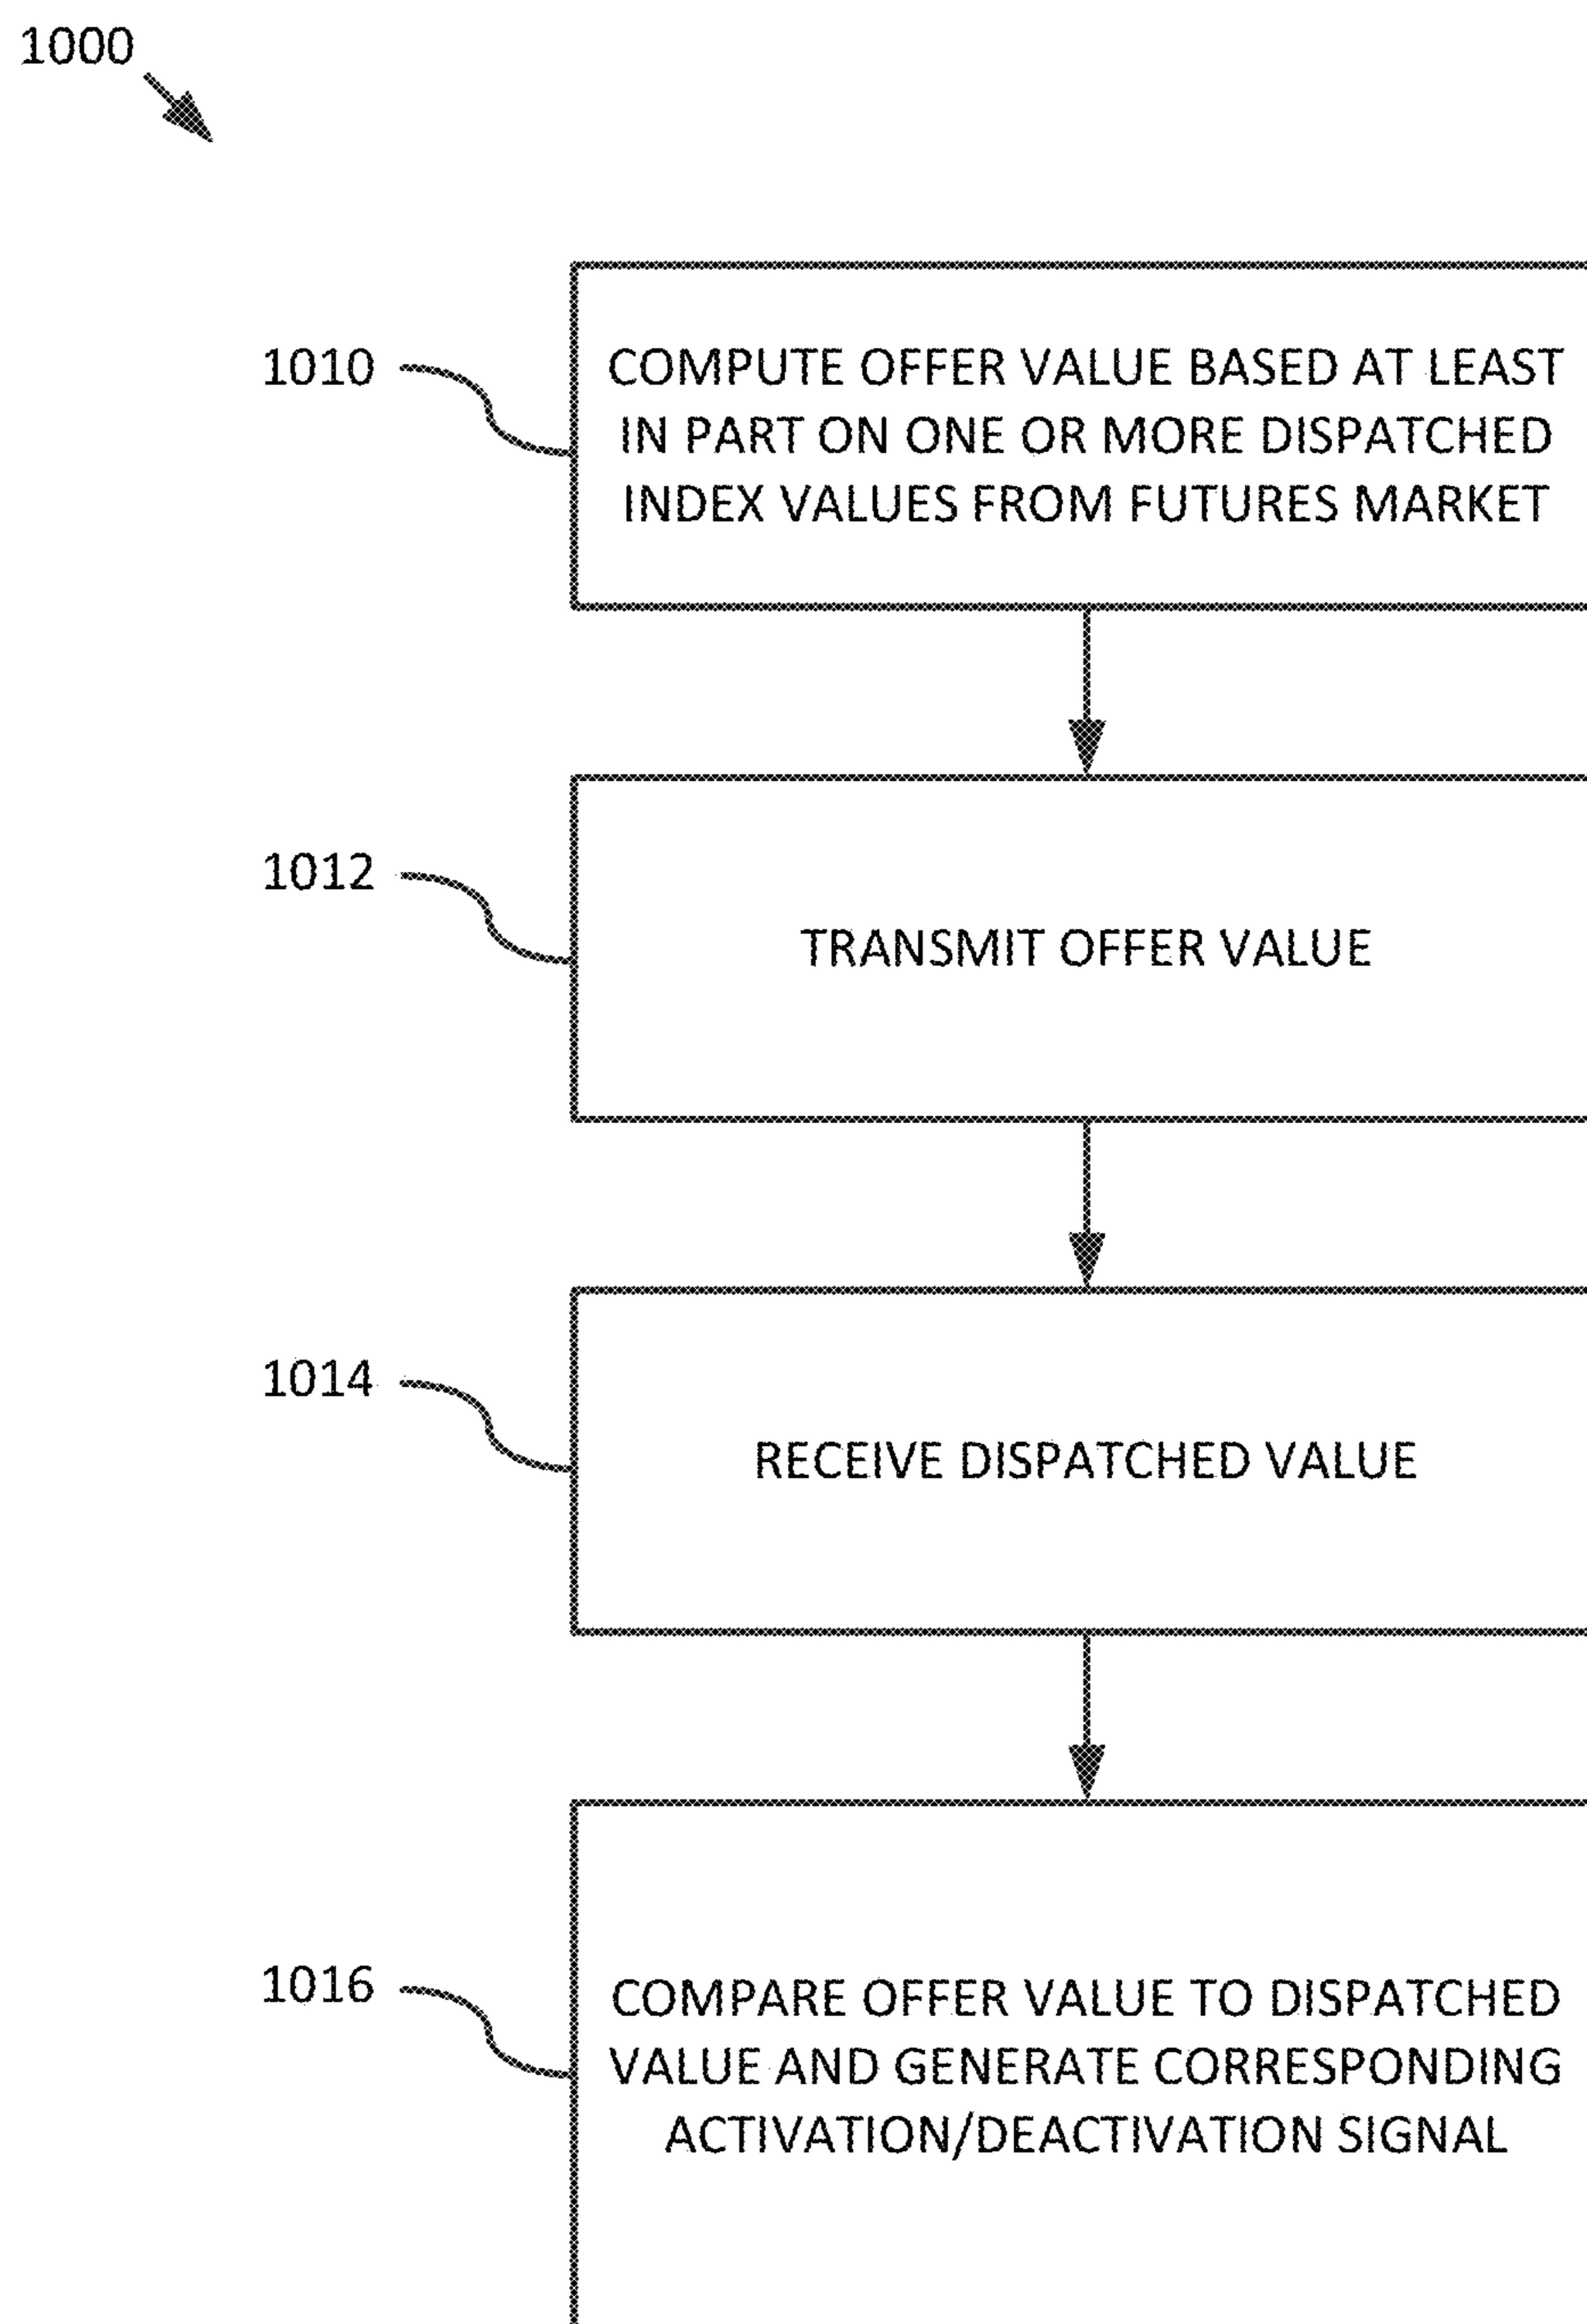 1000
1010
COMPUTE OFFER VALUE BASED AT LEAST
IN PART ON ONE OR MORE DISPATCHED
INDEX VALUES FROM FUTURES MARKET
1012
TRANSMIT OFFER VALUE
1014
RECEIVE DISPATCHED VALUE
1016
COMPARE OFFER VALUE TO DISPATCHED
VALUE AND GENERATE CORRESPONDING
ACTIVATION/DEACTIVATION SIGNAL